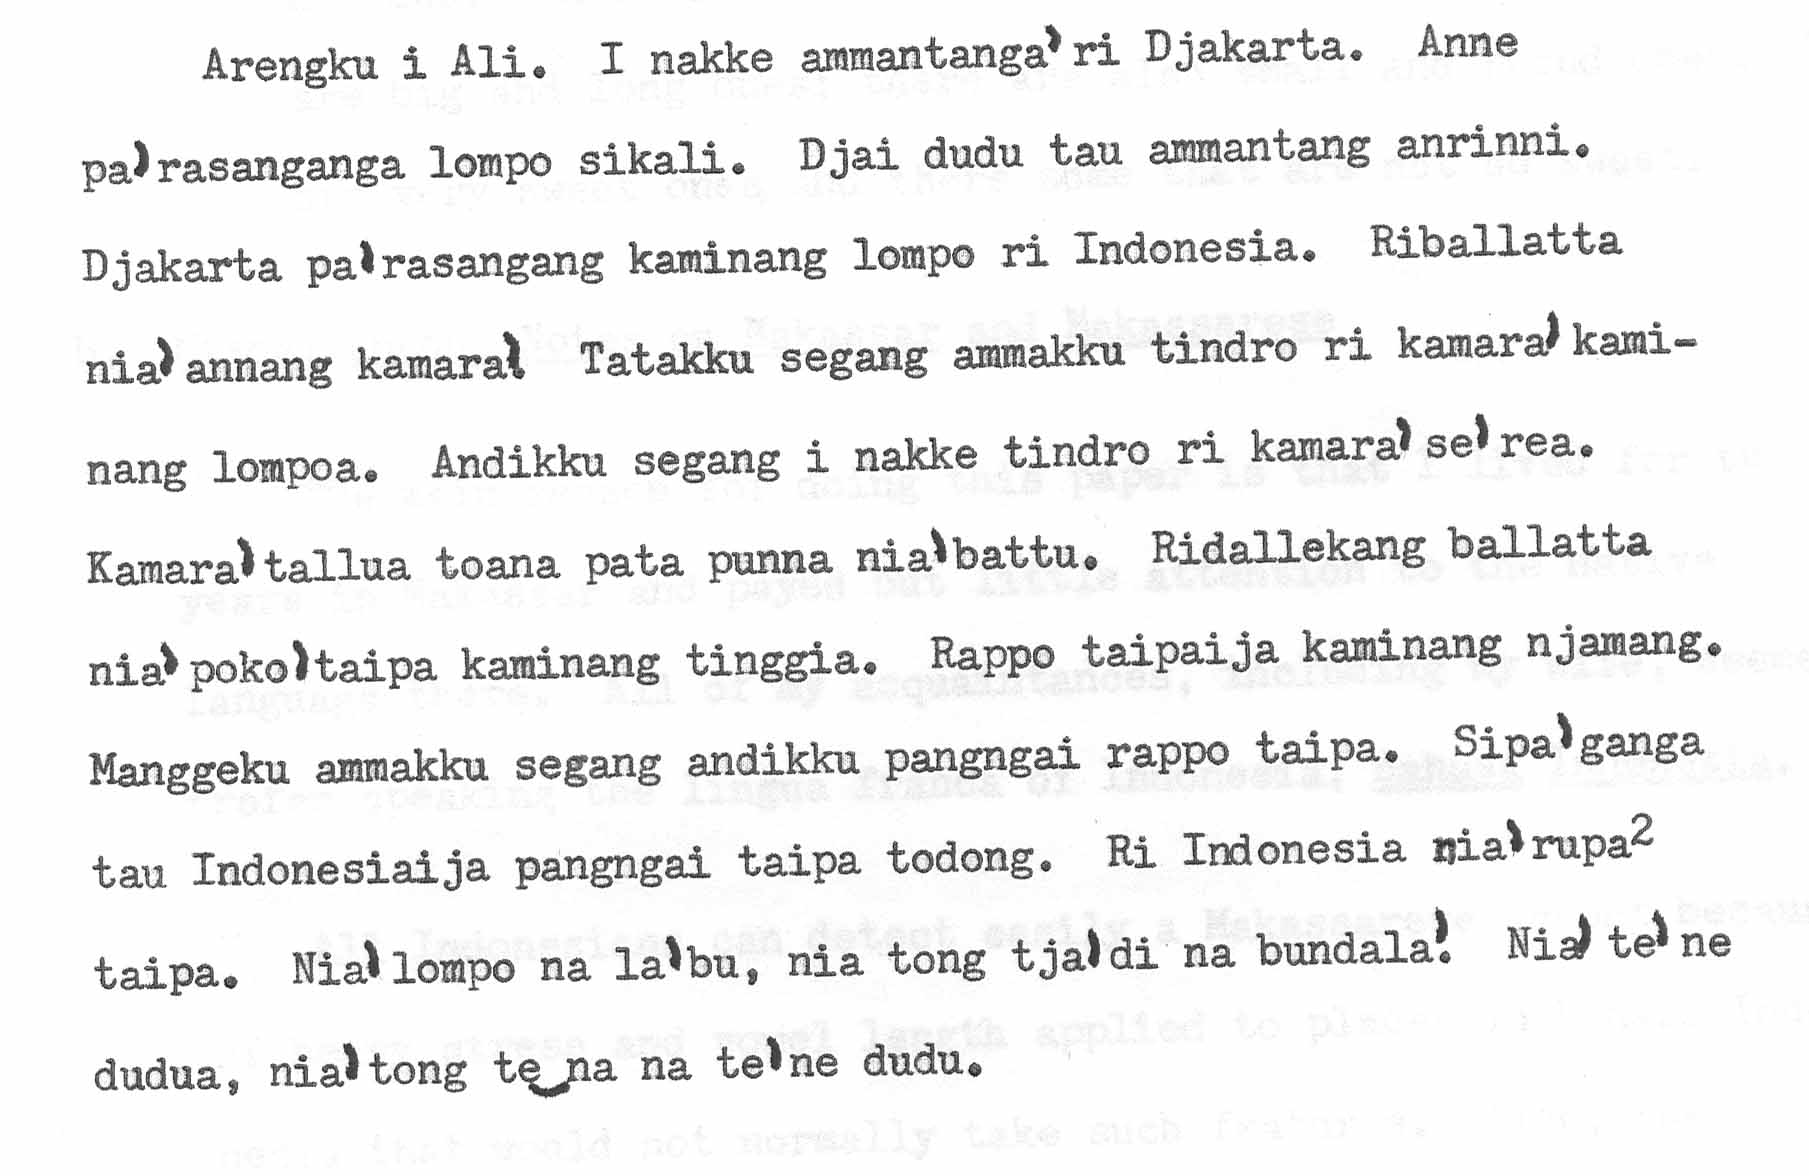 Arengku i Ali. I nakke ammantanga' ri Djakarta. Anne
pa'rasanganga lompo sikali. Djai dudu tau ammantang anrinni.
Djakarta pa'rasangang kaminang lompo ri Indonesia. Riballatta
nia' annang kamara'. Tatakku segang ammakku tindro ri kamara' kami-
nang lompoa. Andikku segang i nakke tindro ri kamara' se'rea.
Kamara' tallua toana pata punna nia' battu. Ridallekang ballatta
nia' poko' taipa kaminang tinggia. Rappo taipaija kaminang njamang.
Manggeku ammakku segang andikku pangngai rappo taipa. Sipa'ganga
tau Indonesiaija pangngai taipa todong. Ri Indonesia nia' rupa2
taipa. Nia' lompo na la'bu, nia tong tja'di na bundala'. Nia' te'ne
dudua, nia' tong te na na te'ne dudu.